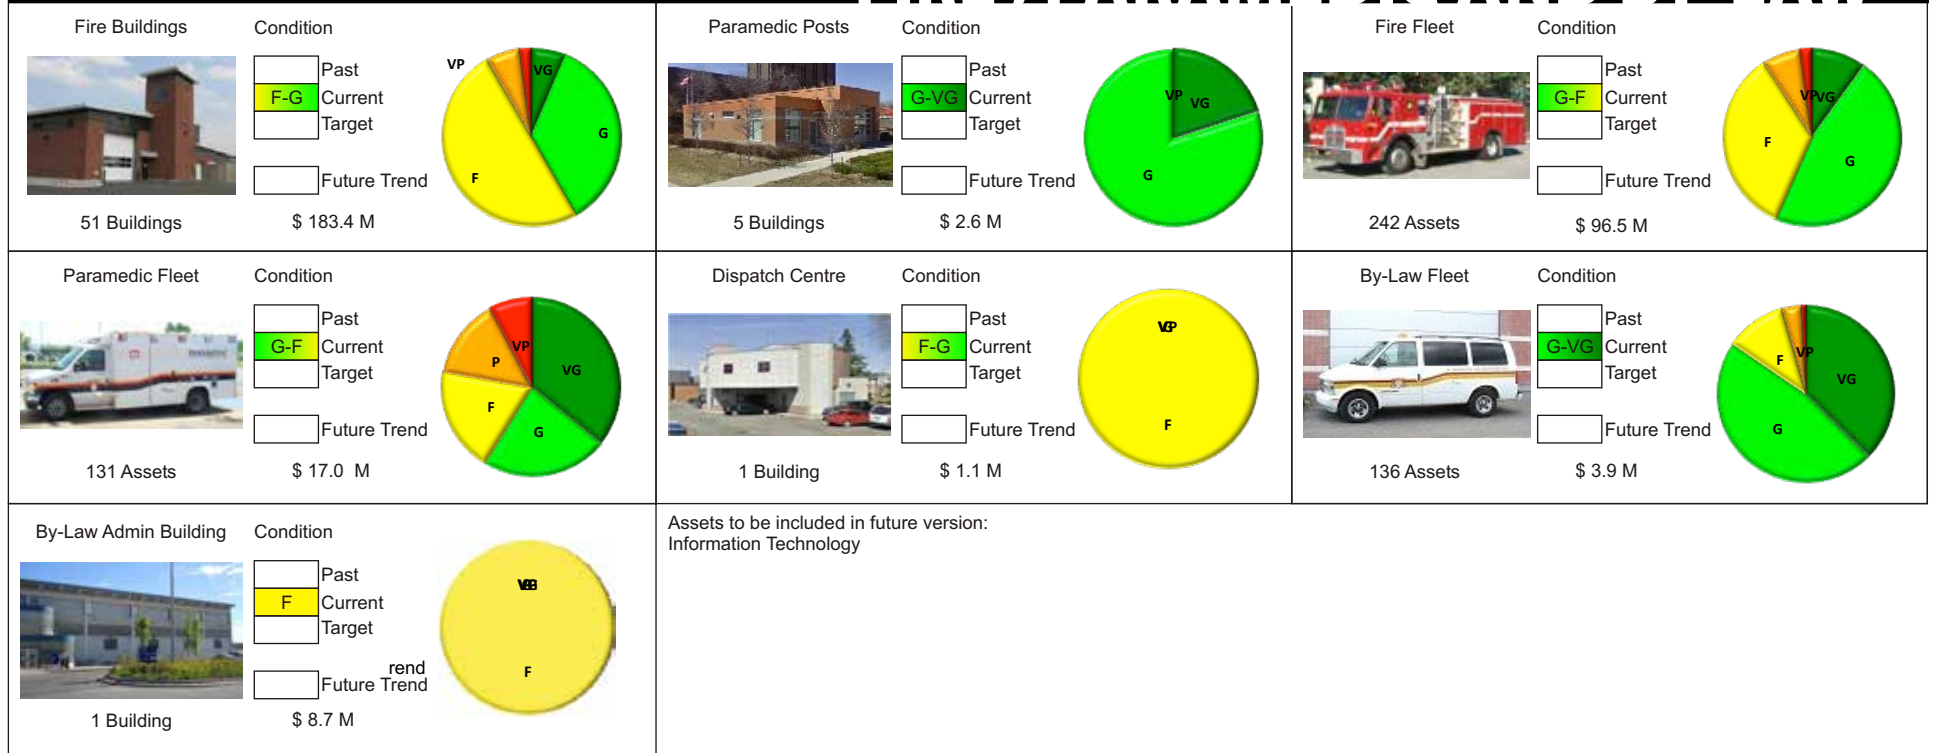 Fire Buildings
Condition
Past
F-G Current
Target
Future Trend
51 Buildings
$ 183.4 M
VP
VG
G
F
Paramedic Posts
Condition
Past
G-VG Current
Target
Future Trend
5 Buildings
$ 2.6 M
VP
VG
G
Fire Fleet
Condition
Past
G-F Current
Target
Future Trend
242 Assets
$ 96.5 M
VP
VG
F
G
Paramedic Fleet
Condition
Past
G-F Current
Target
Future Trend
131 Assets
$ 17.0 M
VP
P
VG
F
G
Dispatch Centre
Condition
Past
F-G Current
Target
Future Trend
1 Building
$ 1.1 M
F
By-Law Fleet
Condition
Past
G-VG Current
Target
Future Trend
136 Assets
$ 3.9 M
F
VP
VG
G
By-Law Admin Building
Condition
Past
F Current
Target
rend
Future Trend
1 Building
$ 8.7 M
F
Assets to be included in future version:
Information Technology